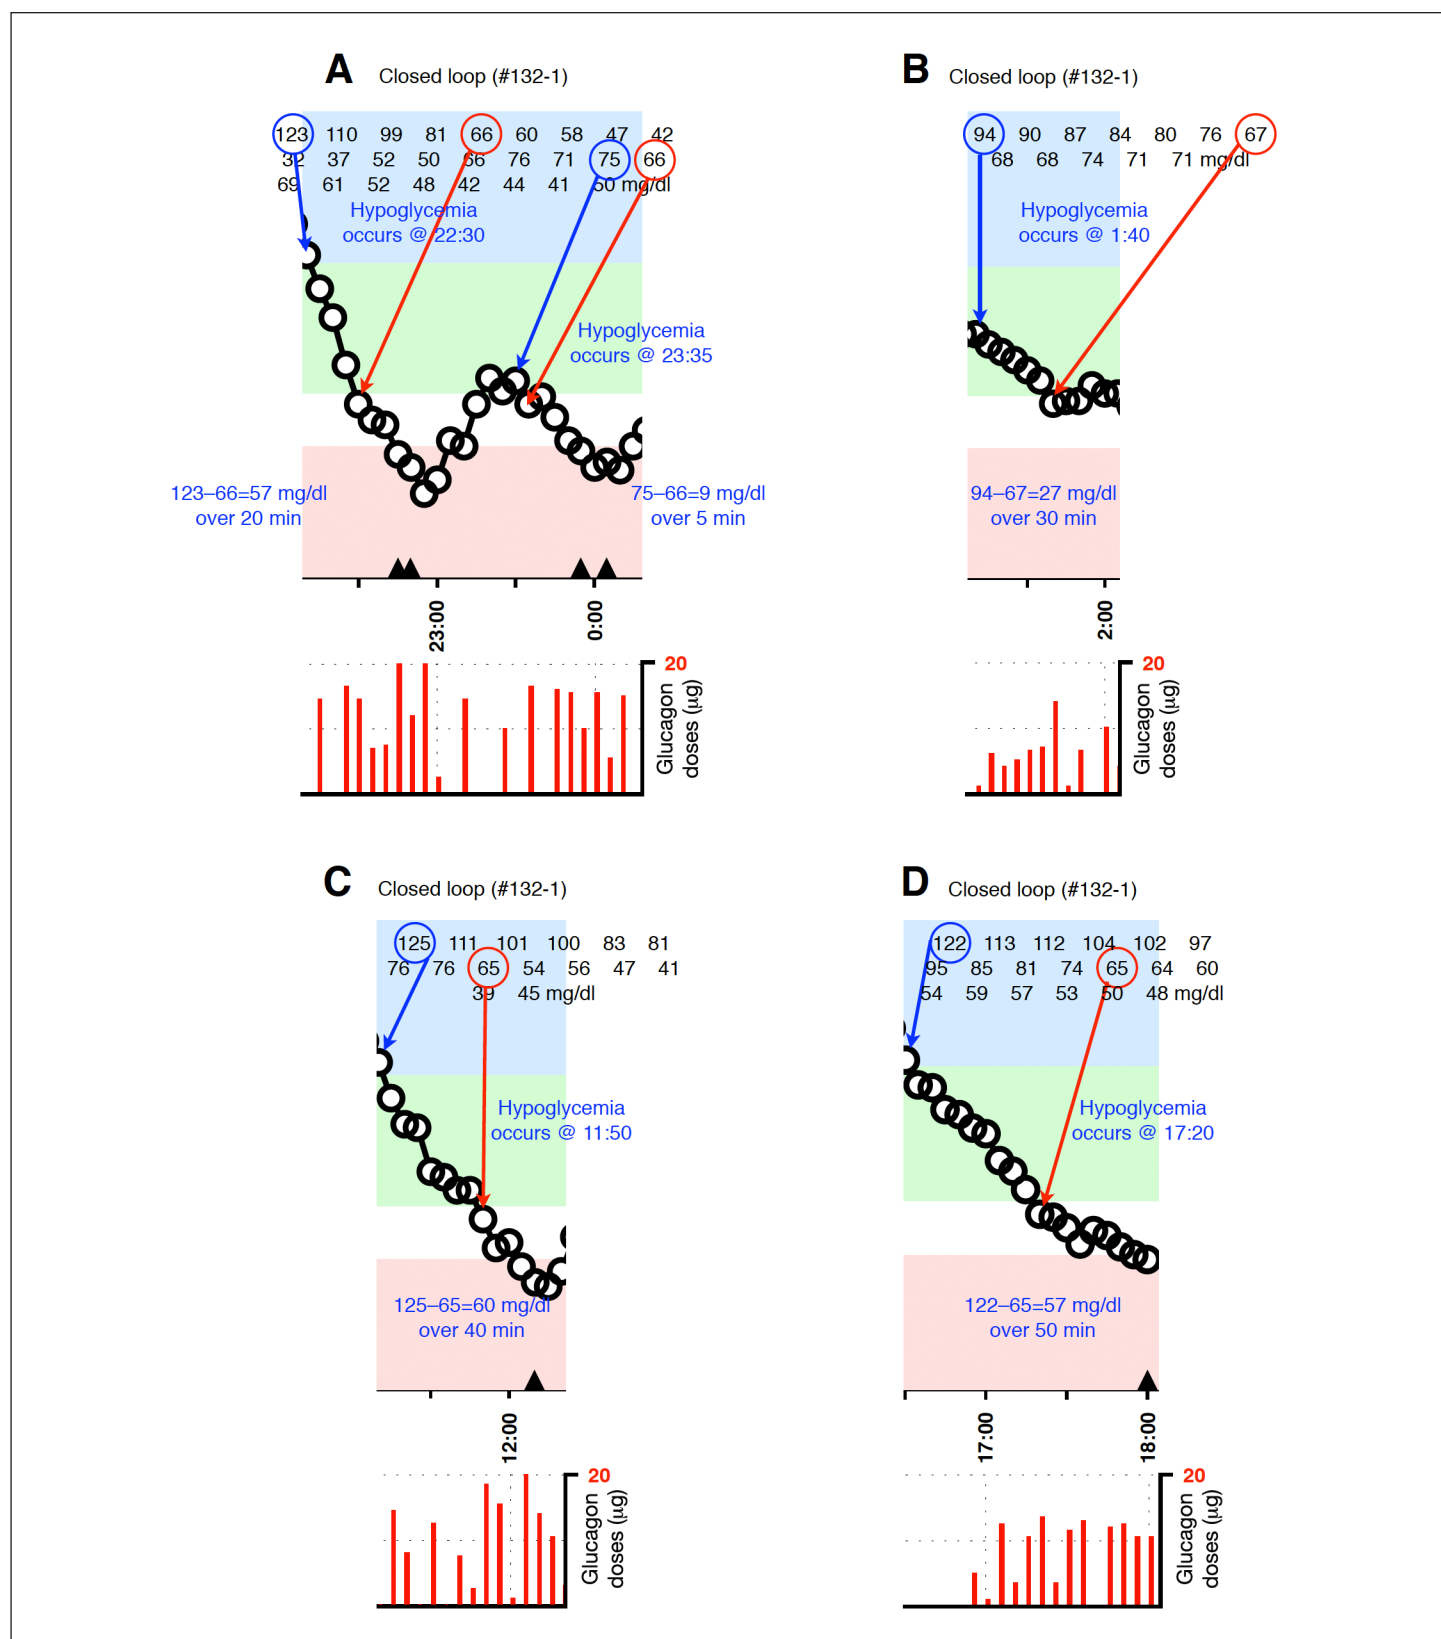 A Closed loop (#132-1)
123 110 99 81 66 60 58 47 42
32 37 52 50 66 76 71 75 66
69 61 52 48 42 44 41 50 mg/dl
Hypoglycemia
occurs @ 22:30
Hypoglycemia
occurs @ 23:35
123–66=57 mg/dl
over 20 min
75–66=9 mg/dl
over 5 min
23:00
0:00
20
Glucagon
doses (μg)
B Closed loop (#132-1)
94 90 87 84 80 76 67
68 68 74 71 71 mg/dl
Hypoglycemia
occurs @ 1:40
94–67=27 mg/dl
over 30 min
2:00
20
Glucagon
doses (μg)
C Closed loop (#132-1)
125 111 101 100 83 81
76 76 65 54 56 47 41
39 45 mg/dl
Hypoglycemia
occurs @ 11:50
125–65=60 mg/dl
over 40 min
12:00
20
Glucagon
doses (μg)
D Closed loop (#132-1)
122 113 112 104 102 97
95 85 81 74 65 64 60
54 59 57 53 50 48 mg/dl
Hypoglycemia
occurs @ 17:20
122–65=57 mg/dl
over 50 min
17:00
18:00
20
Glucagon
doses (μg)